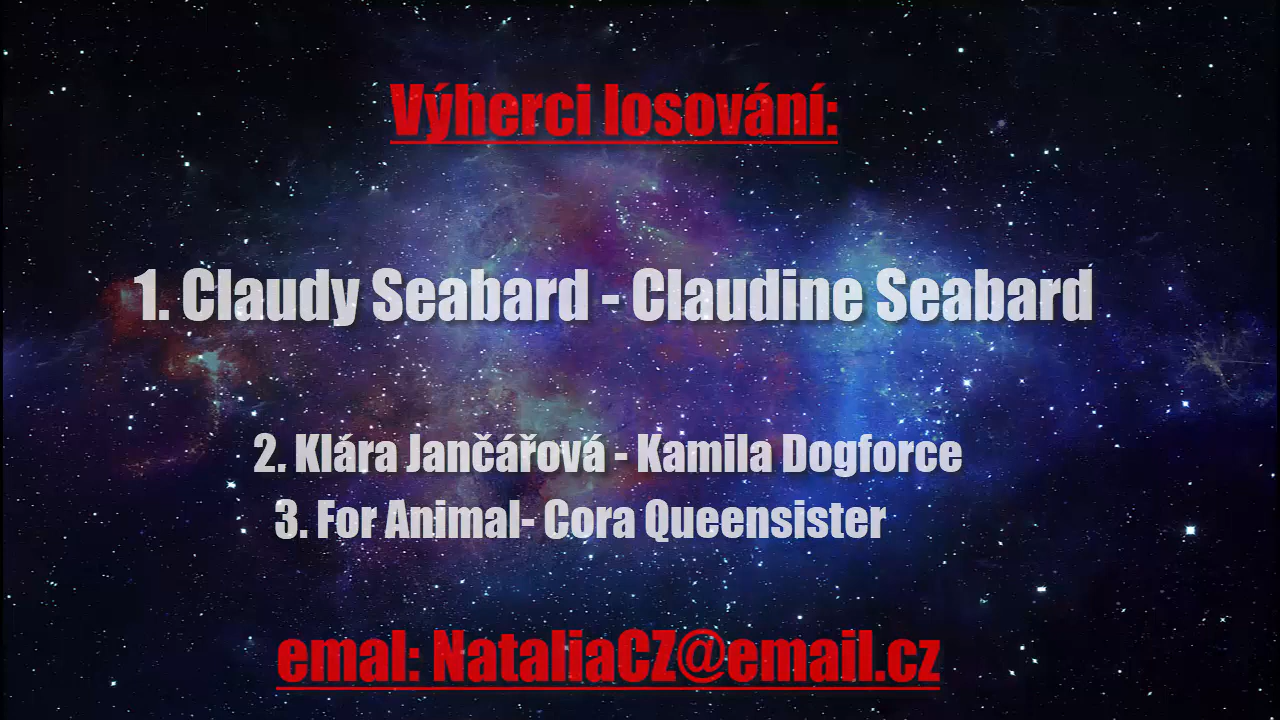 Výherci losování:
1. Claudy Seabard - Claudine Seabard
2. Klára Jančářová - Kamila Dogforce
3. For Animal- Cora Queensister
emal: NataliaCZ@email.cz